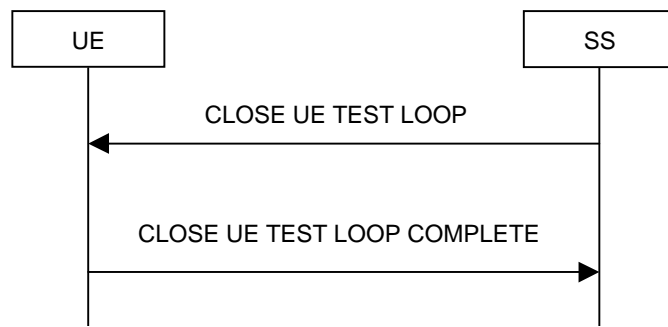 UE
SS
CLOSE UE TEST LOOP
CLOSE UE TEST LOOP COMPLETE